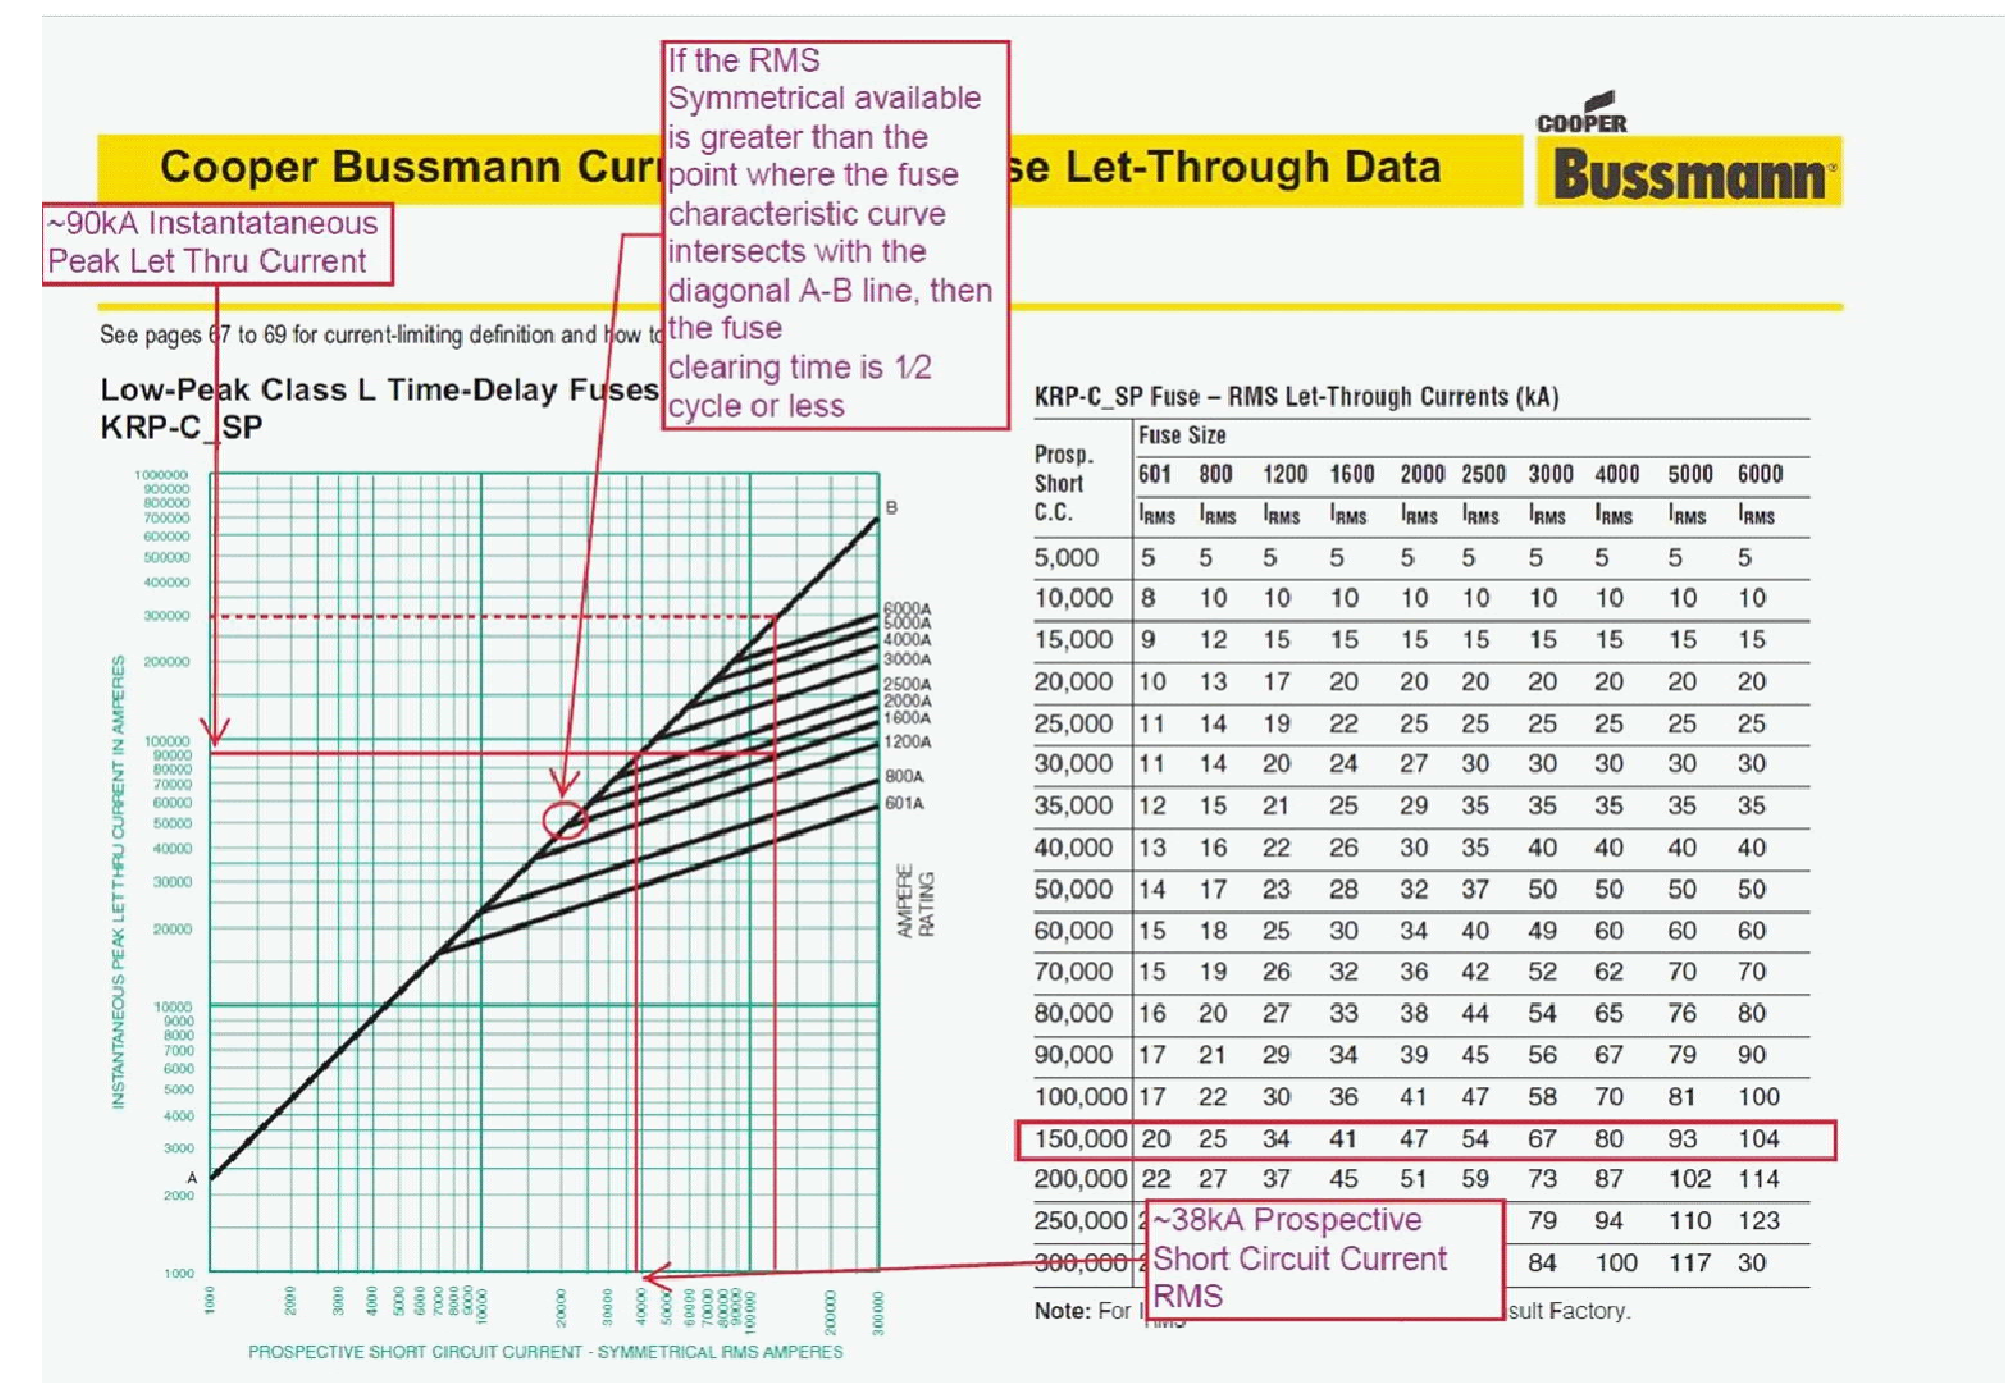 If the RMS
Symmetrical available
is greater than the
point where the fuse
characteristic curve
intersects with the
diagonal A-B line, then
the fuse
clearing time is 1/2
cycle or less
COOPER
Bussmann®
Cooper Bussmann Curr se Let-Through Data
~90kA Instantataneous
Peak Let Thru Current
See pages 67 to 69 for current-limiting definition and how to
Low-Peak Class L Time-Delay Fuses
KRP-C_SP
INSTANTANEOUS PEAK LET THRU CURRENT IN AMPERES
1000000
900000
800000
700000
600000
500000
400000
300000
200000
100000
90000
80000
70000
60000
50000
40000
30000
20000
10000
9000
8000
7000
6000
5000
4000
3000
2000
1000
A
B
6000A
5000A
4000A
3000A
2500A
2000A
1600A
1200A
800A
601A
AMPERE
RATING
1000 2000 3000 4000 5000 6000 7000 8000 9000 10000 20000 30000 40000 50000 60000 70000 80000 90000 100000 200000 300000
PROSPECTIVE SHORT CIRCUIT CURRENT - SYMMETRICAL RMS AMPERES
KRP-C_SP Fuse – RMS Let-Through Currents (kA)
Prosp.
Short
C.C.
Fuse Size
601 800 1200 1600 2000 2500 3000 4000 5000 6000
IRMS IRMS IRMS IRMS IRMS IRMS IRMS IRMS IRMS IRMS
5,000 5 5 5 5 5 5 5 5 5 5
10,000 8 10 10 10 10 10 10 10 10 10
15,000 9 12 15 15 15 15 15 15 15 15
20,000 10 13 17 20 20 20 20 20 20 20
25,000 11 14 19 22 25 25 25 25 25 25
30,000 11 14 20 24 27 30 30 30 30 30
35,000 12 15 21 25 29 35 35 35 35 35
40,000 13 16 22 26 30 35 40 40 40 40
50,000 14 17 23 28 32 37 50 50 50 50
60,000 15 18 25 30 34 40 49 60 60 60
70,000 15 19 26 32 36 42 52 62 70 70
80,000 16 20 27 33 38 44 54 65 76 80
90,000 17 21 29 34 39 45 56 67 79 90
100,000 17 22 30 36 41 47 58 70 81 100
150,000 20 25 34 41 47 54 67 80 93 104
200,000 22 27 37 45 51 59 73 87 102 114
250,000 2 79 94 110 123
300,000 84 100 117 30
~38kA Prospective
Short Circuit Current
RMS
Note: For IRMS sult Factory.